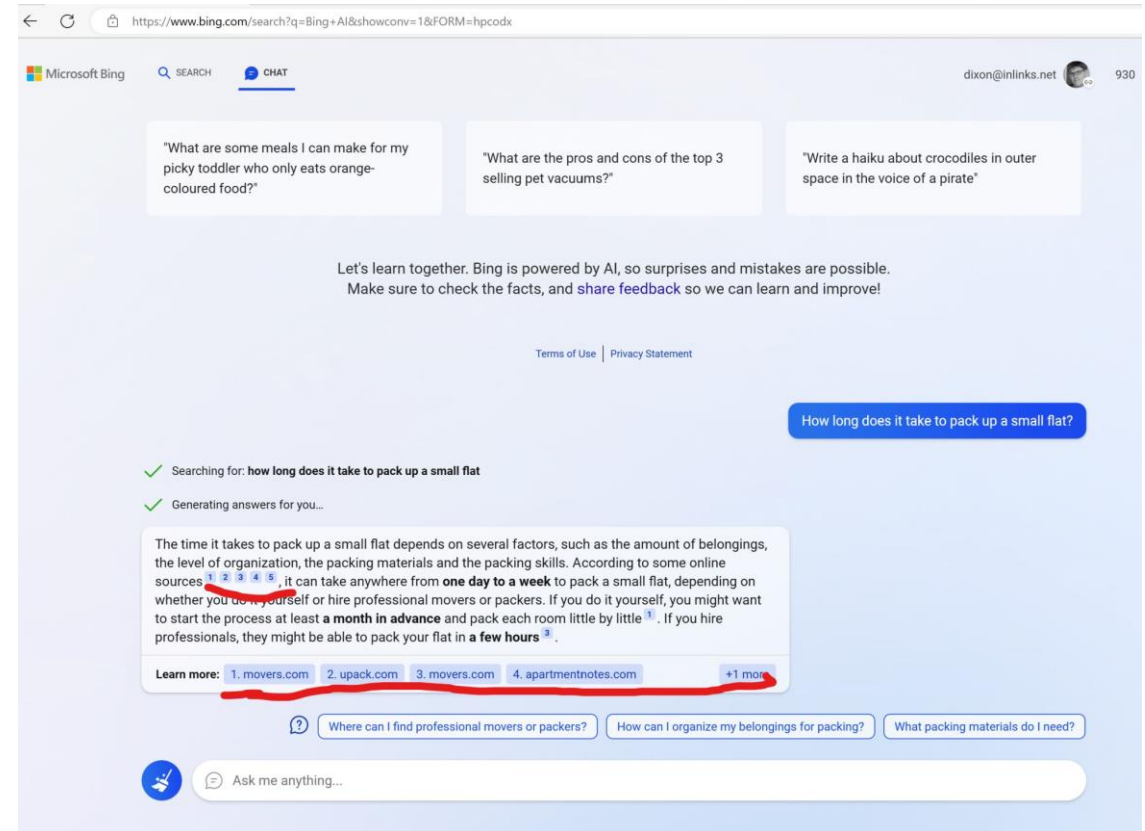 https://www.bing.com/search?q=Bing+AI&showconv=1&FORM=hpcodx
Microsoft Bing
SEARCH
CHAT
dixon@inlinks.net
930
"What are some meals I can make for my
picky toddler who only eats orange-
coloured food?"
"What are the pros and cons of the top 3
selling pet vacuums?"
"Write a haiku about crocodiles in outer
space in the voice of a pirate"
Let's learn together. Bing is powered by AI, so surprises and mistakes are possible.
Make sure to check the facts, and share feedback so we can learn and improve!
Terms of Use | Privacy Statement
How long does it take to pack up a small flat?
Searching for: how long does it take to pack up a small flat
Generating answers for you...
The time it takes to pack up a small flat depends on several factors, such as the amount of belongings,
the level of organization, the packing materials and the packing skills. According to some online
sources 1 2 3 4 5 , it can take anywhere from one day to a week to pack a small flat, depending on
whether you do it yourself or hire professional movers or packers. If you do it yourself, you might want
to start the process at least a month in advance and pack each room little by little 1 . If you hire
professionals, they might be able to pack your flat in a few hours 3 .
Learn more: 1. movers.com 2. upack.com 3. movers.com 4. apartmentnotes.com +1 more
Where can I find professional movers or packers?
How can I organize my belongings for packing?
What packing materials do I need?
Ask me anything...